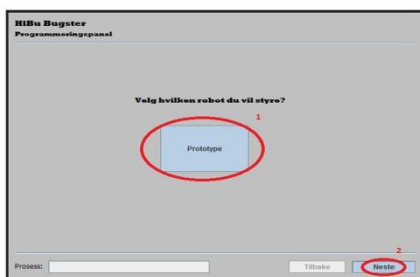 HiBu Bugster
Programmeringspanel
Velg hvilken robot du vil styre?
1
Prototype
2
Prosess:
Tilbake
Neste